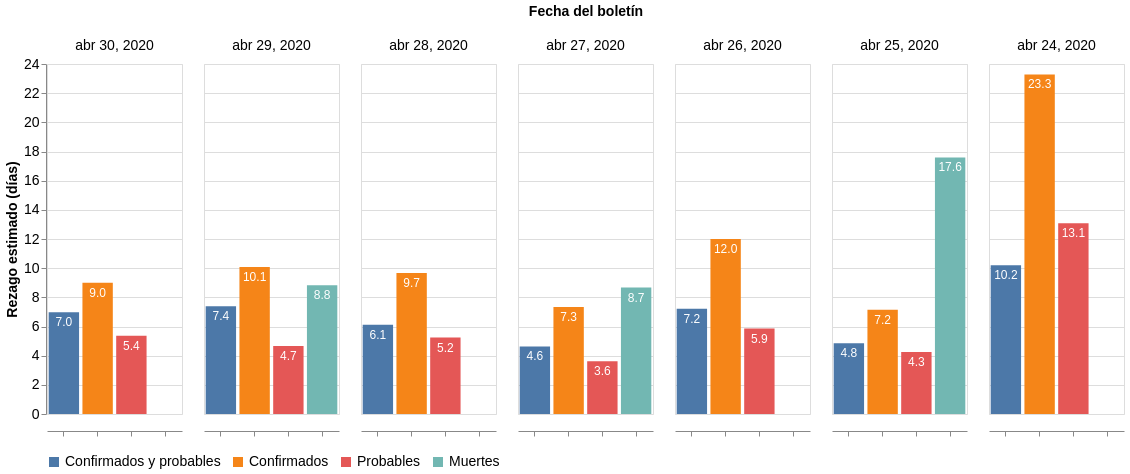 Fecha del boletín
abr 30, 2020 abr 29, 2020 abr 28, 2020 abr 27, 2020 abr 26, 2020 abr 25, 2020 abr 24, 2020
Rezago estimado (días)
24
22
20
18
16
14
12
10
8
6
4
2
0
7.0 9.0 5.4
7.4 10.1 4.7 8.8
6.1 9.7 5.2
4.6 7.3 3.6 8.7
7.2 12.0 5.9
4.8 7.2 4.3 17.6
10.2 23.3 13.1
Confirmados y probables Confirmados Probables Muertes